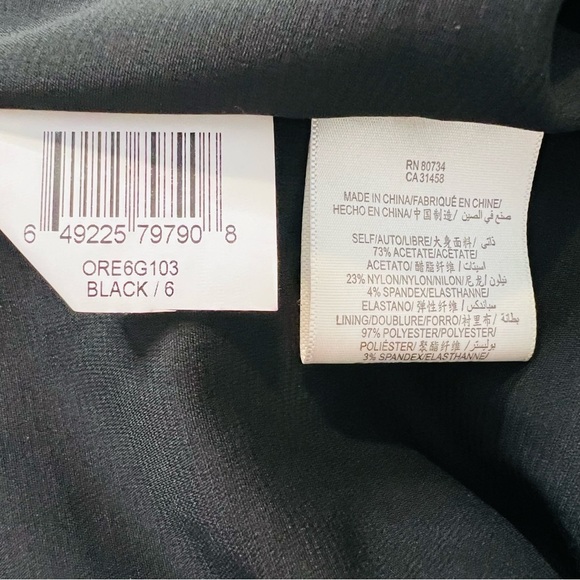 6 49225 79790 8
ORE6G103
BLACK / 6
RN 80734
CA 31458
MADE IN CHINA/FABRIQUÉ EN CHINE/
HECHO EN CHINA/中国制造/ صنع في الصين
SELF/AUTO/LIBRE/大身面料/ ذاتي
73% ACETATE/ACÉTATE/
ACETATO/醋酯纤维/ اسيتات
23% NYLON/NYLON/NILON/尼龙/ نيلون
4% SPANDEX/ELASTHANNE/
ELASTANO/弹性纤维/ سباندكس
LINING/DOUBLURE/FORRO/衬里布/ بطانة
97% POLYESTER/POLYESTER/
POLIÉSTER/聚酯纤维/ بوليستر
3% SPANDEX/ELASTHANNE/